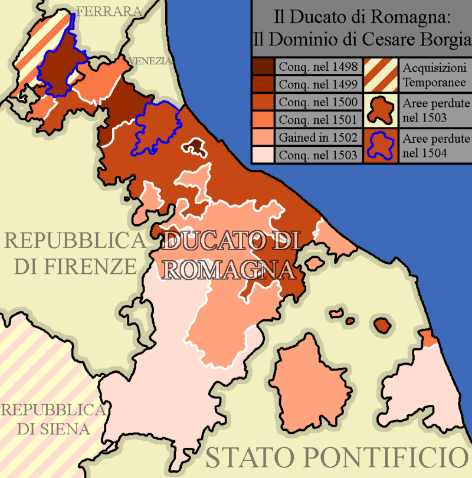 FERRARA
VENEZIA
Il Ducato di Romagna:
Il Dominio di Cesare Borgia
Conq. nel 1498
Conq. nel 1499
Conq. nel 1500
Conq. nel 1501
Gained in 1502
Conq. nel 1503
Acquisizioni
Temporanee
Aree perdute
nel 1503
Aree perdute
nel 1504
REPUBBLICA
DI FIRENZE
DUCATO DI
ROMAGNA
REPUBBLICA
DI SIENA
STATO PONTIFICIO